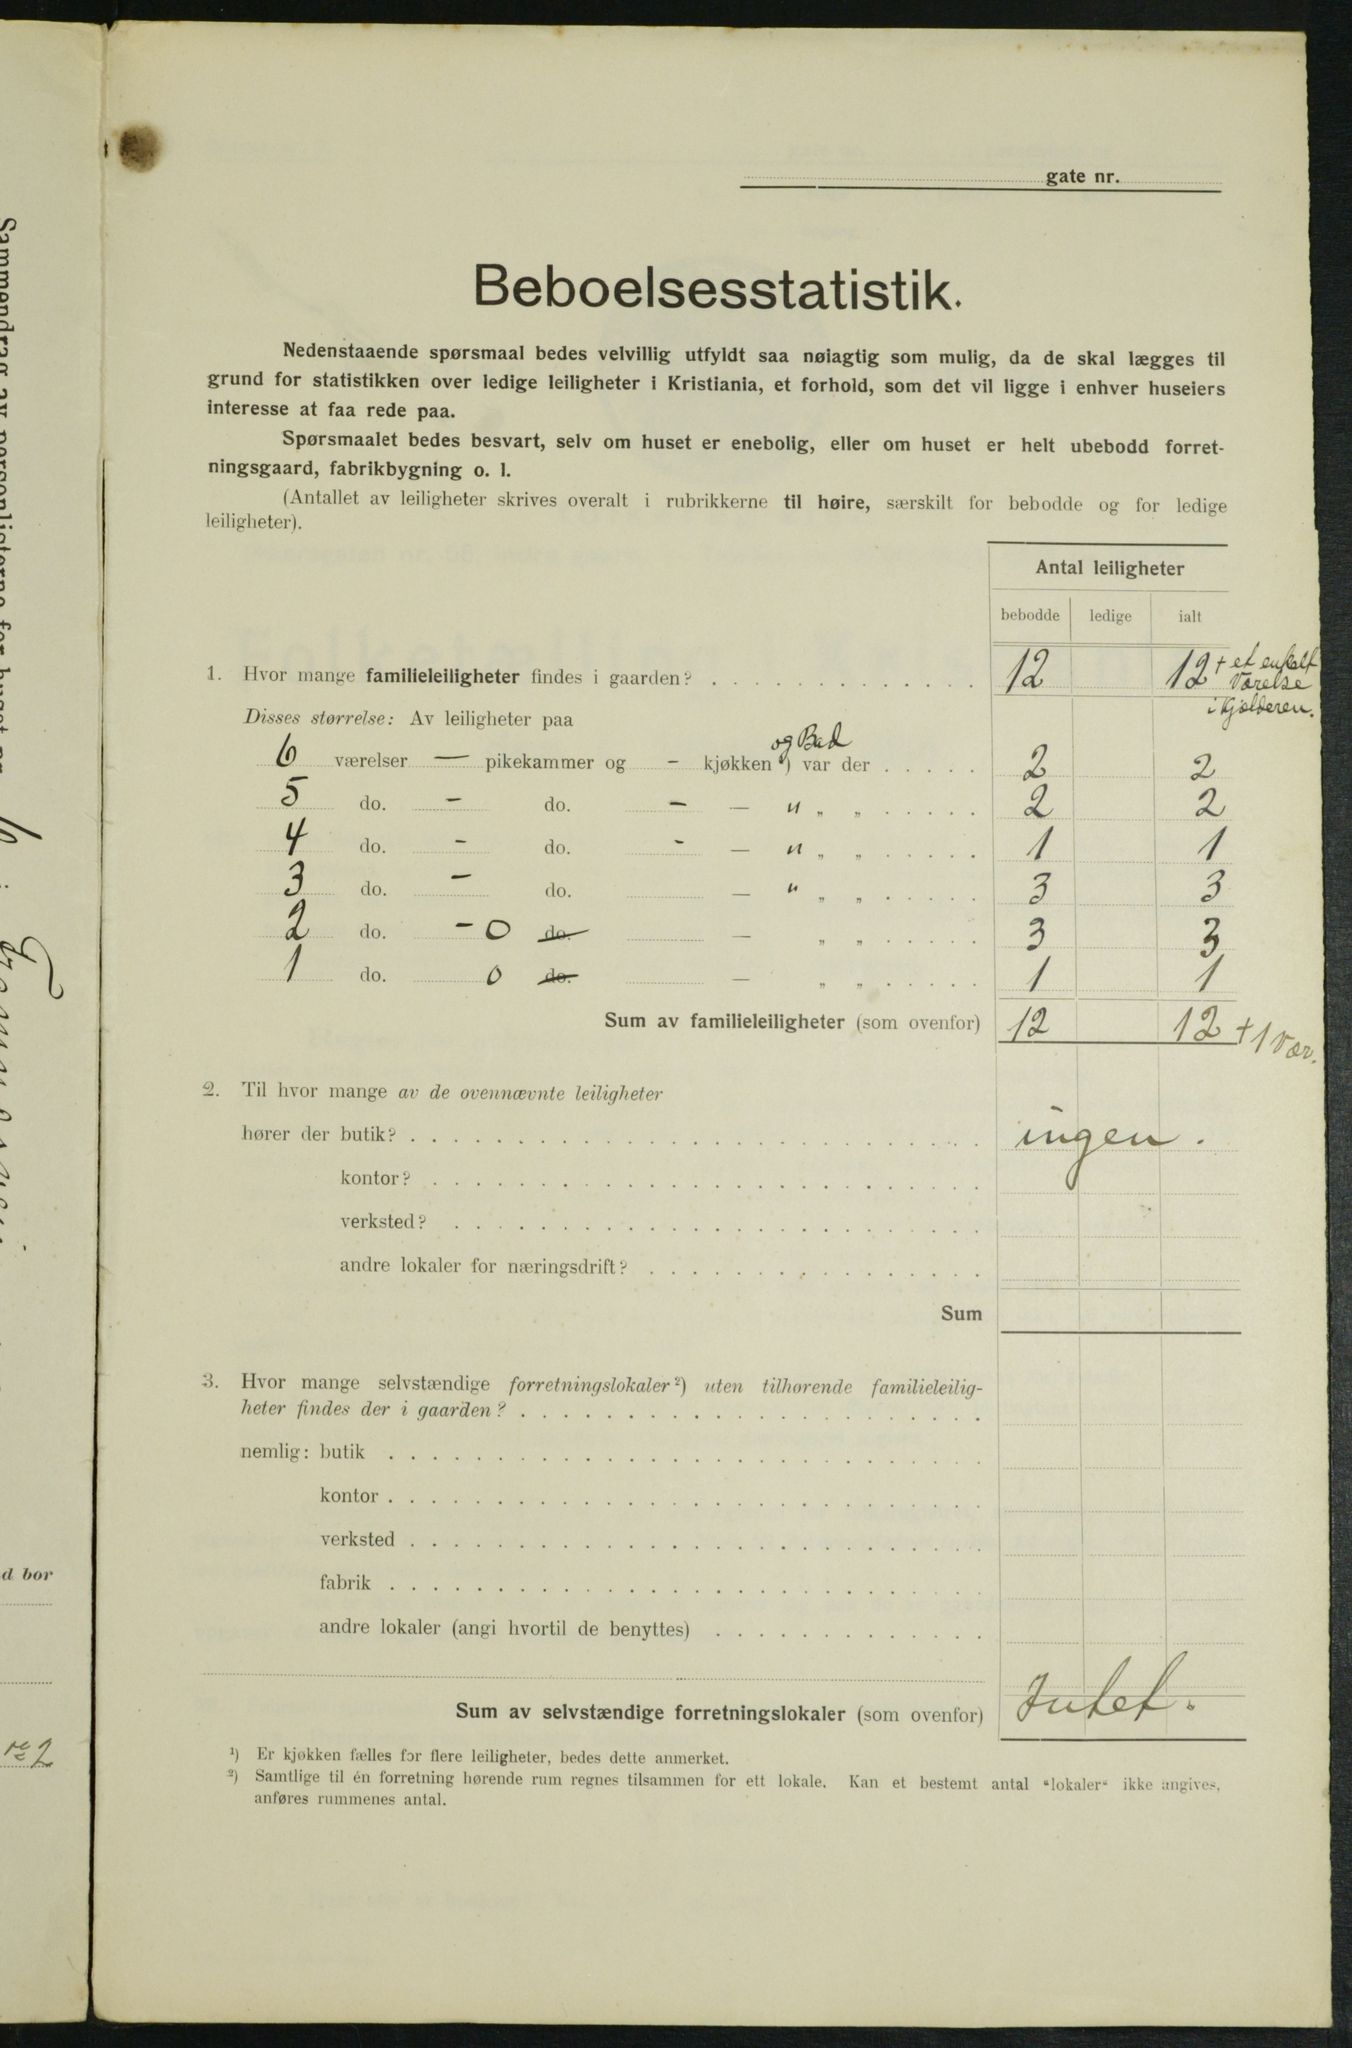 gate nr.
Beboelsesstatistik.
Nedenstaaende spørsmaal bedes velvillig utfyldt saa nøiagtig som mulig, da de skal lægges til
grund for statistikken over ledige leiligheter i Kristiania, et forhold, som det vil ligge i enhver huseiers
interesse at faa rede paa.
Spørsmaalet bedes besvart, selv om huset er enebolig, eller om huset er helt ubebodd forret-
ningsgaard, fabrikbygning o. l.
(Antallet av leiligheter skrives overalt i rubrikkerne til høire, særskilt for bebodde og for ledige
leiligheter).
Antal leiligheter
bebodde ledige ialt
1. Hvor mange familieleiligheter findes i gaarden? 12 12 + et enkelt
Værelse
i Kjælderen.
Disses størrelse: Av leiligheter paa
og Bad
6 værelser — pikekammer og - kjøkken ¹) var der 2 2
5 do. - do. - — " „ „ 2 2
4 do. - do. - — " „ „ 1 1
3 do. - do. — " „ „ 3 3
2 do. - 0 do. — „ „ 3 3
1 do. 0 do. — „ „ 1 1
Sum av familieleiligheter (som ovenfor) 12 12 + 1 Vær.
2. Til hvor mange av de ovennævnte leiligheter
hører der butik? ingen.
kontor?
verksted?
andre lokaler for næringsdrift?
Sum
3. Hvor mange selvstændige forretningslokaler ²) uten tilhørende familieleilig-
heter findes der i gaarden?
nemlig: butik
kontor
verksted
fabrik
andre lokaler (angi hvortil de benyttes)
Sum av selvstændige forretningslokaler (som ovenfor) Intet.
¹) Er kjøkken fælles for flere leiligheter, bedes dette anmerket.
²) Samtlige til én forretning hørende rum regnes tilsammen for ett lokale. Kan et bestemt antal "lokaler" ikke angives,
anføres rummenes antal.
d bor